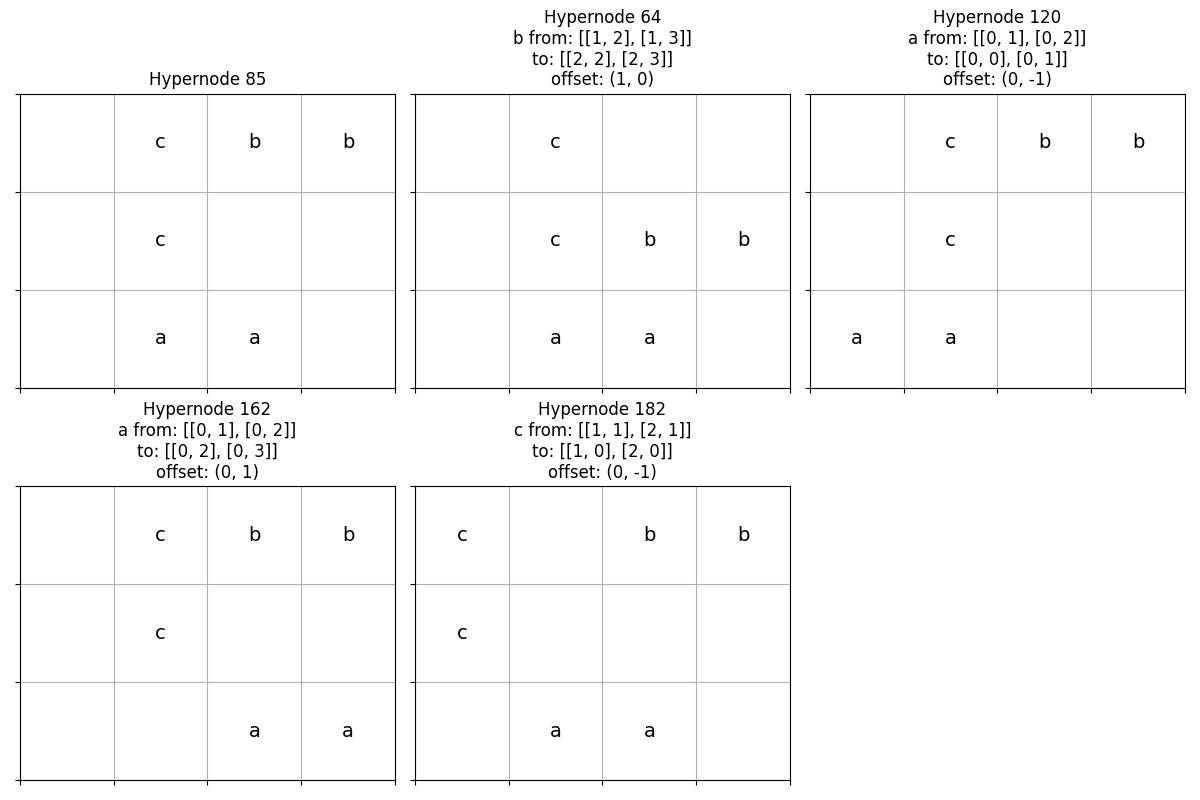 Hypernode 85
c b b
c
a a
Hypernode 64
b from: [[1, 2], [1, 3]]
to: [[2, 2], [2, 3]]
offset: (1, 0)
c
c b b
a a
Hypernode 120
a from: [[0, 1], [0, 2]]
to: [[0, 0], [0, 1]]
offset: (0, -1)
c b b
c
a a
Hypernode 162
a from: [[0, 1], [0, 2]]
to: [[0, 2], [0, 3]]
offset: (0, 1)
c b b
c
a a
Hypernode 182
c from: [[1, 1], [2, 1]]
to: [[1, 0], [2, 0]]
offset: (0, -1)
c b b
c
a a